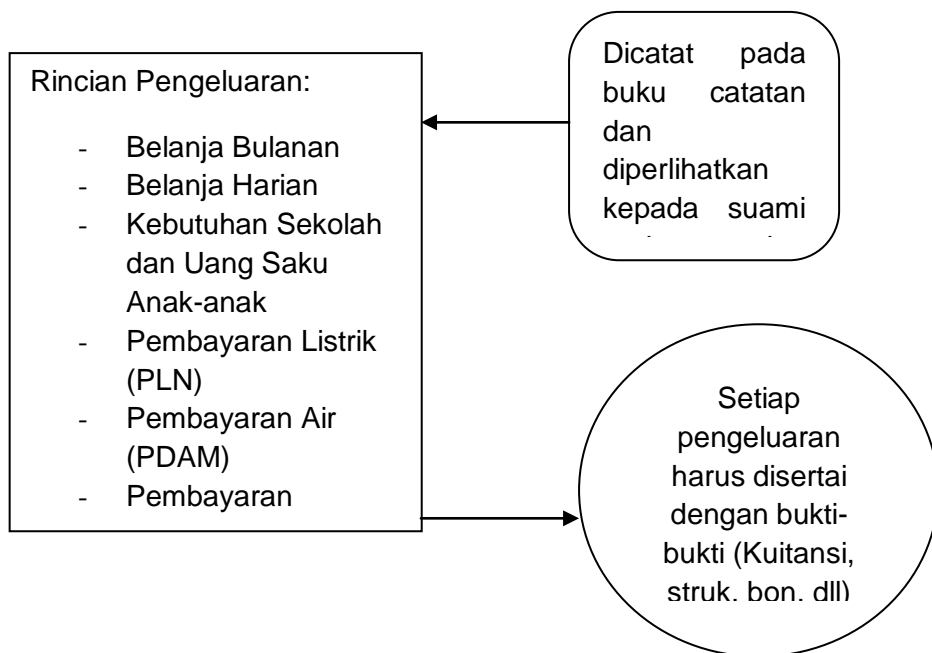 Rincian Pengeluaran:
- Belanja Bulanan
- Belanja Harian
- Kebutuhan Sekolah
dan Uang Saku
Anak-anak
- Pembayaran Listrik
(PLN)
- Pembayaran Air
(PDAM)
- Pembayaran
Dicatat pada
buku catatan
dan
diperlihatkan
kepada suami
Setiap
pengeluaran
harus disertai
dengan bukti-
bukti (Kuitansi,
struk, bon, dll)